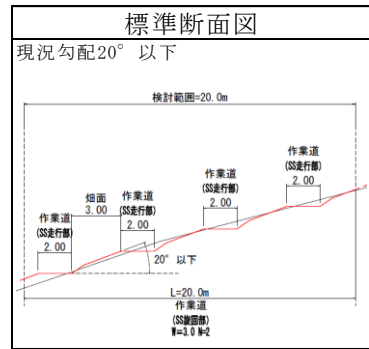 標準断面図
現況勾配20°以下
検討範囲=20.0m
作業道
(SS走行部)
2.00
作業道
(SS走行部)
2.00
畑面
3.00
作業道
(SS走行部)
2.00
作業道
(SS走行部)
2.00
20°以下
L=20.0m
作業道
(SS旋回部)
W=3.0 N=2